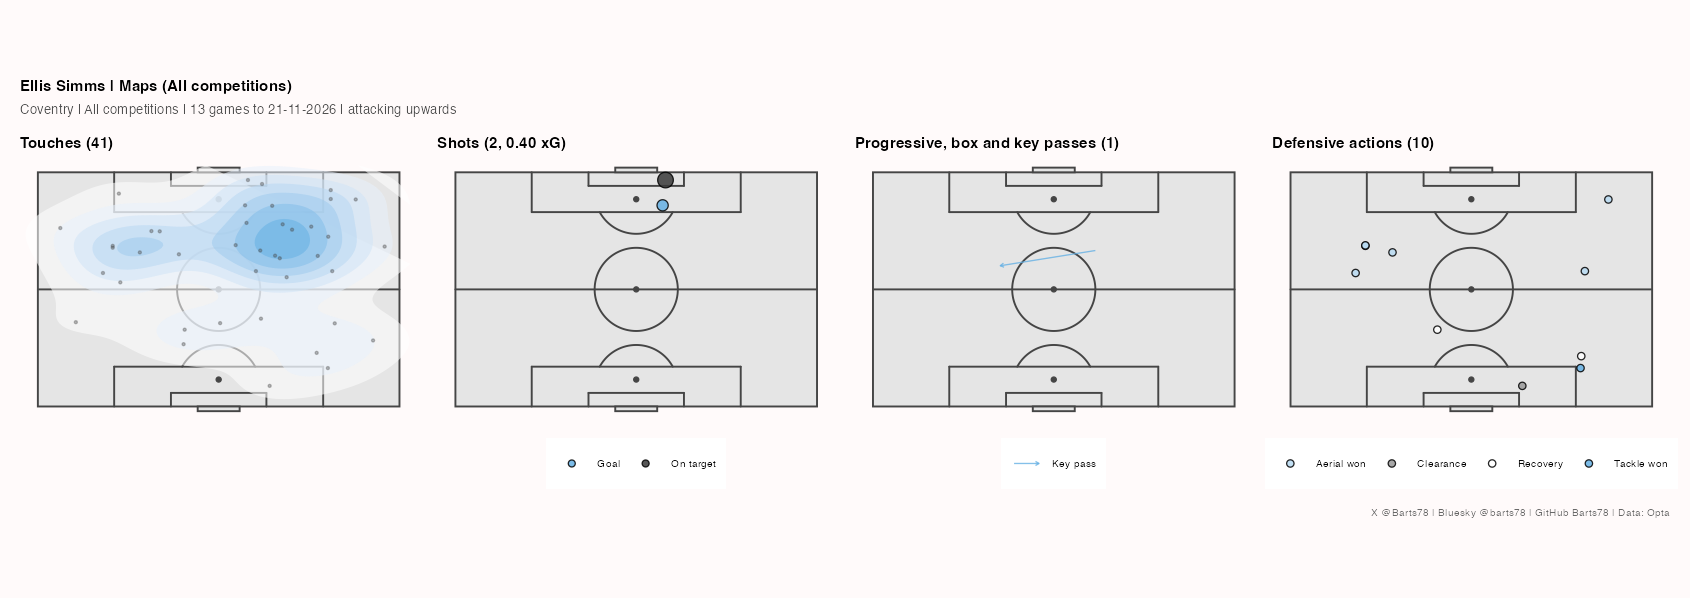 Ellis Simms | Maps (All competitions)
Coventry | All competitions | 13 games to 21-11-2026 | attacking upwards
Touches (41)
Shots (2, 0.40 xG)
Progressive, box and key passes (1)
Defensive actions (10)
Goal
On target
Key pass
Aerial won
Clearance
Recovery
Tackle won
X @Barts78 | Bluesky @barts78 | GitHub Barts78 | Data: Opta